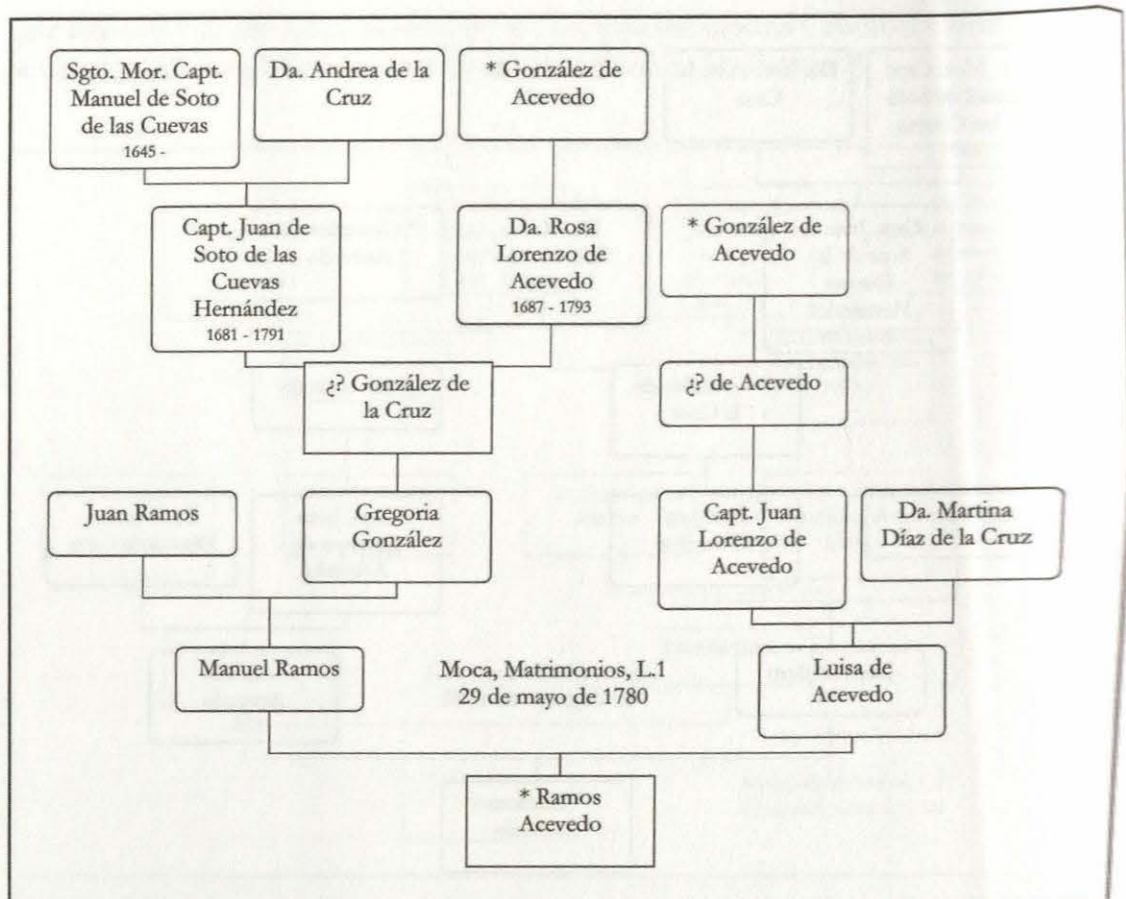 Sgto. Mor. Capt.
Manuel de Soto
de las Cuevas
1645 -
Da. Andrea de la
Cruz
* González de
Acevedo
Capt. Juan de
Soto de las
Cuevas
Hernández
1681 - 1791
Da. Rosa
Lorenzo de
Acevedo
1687 - 1793
* González de
Acevedo
¿? González de
la Cruz
¿? de Acevedo
Juan Ramos
Gregoria
González
Capt. Juan
Lorenzo de
Acevedo
Da. Martina
Díaz de la Cruz
Manuel Ramos
Moca, Matrimonios, L.1
29 de mayo de 1780
Luisa de
Acevedo
* Ramos
Acevedo